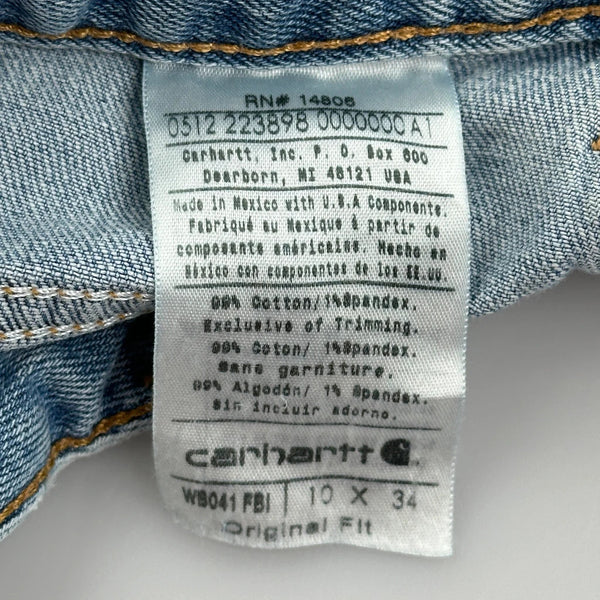 RN# 14806
0512 223898 0000000 A1
Carhartt, Inc. P. O. Box 600
Dearborn, MI 48121 USA
Made in Mexico with U.S.A Components.
Fabriqué au Mexique à partir de
composants américains. Hecho en
México con componentes de los EE.UU
99% Cotton/1%Spandex.
Exclusive of Trimming.
99% Coton/ 1%Spandex.
Sans garniture.
99% Algodón/ 1% Spandex.
Sin incluir adorno.
carhartt
WB041 FBI | 10 X 34
Original Fit